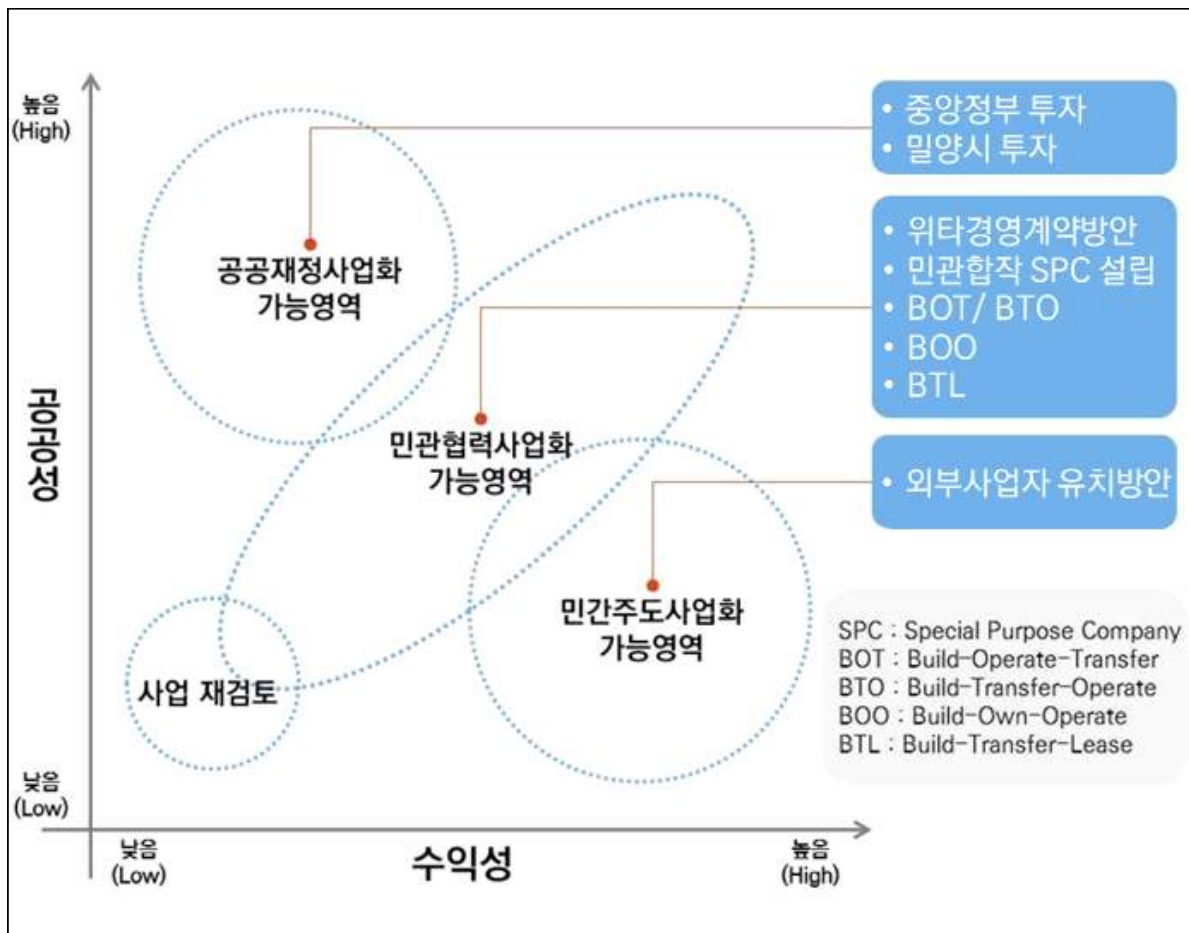 높음
(High)
공공성
낮음
(Low)
공공재정사업화
가능영역
민관협력사업화
가능영역
민간주도사업화
가능영역
사업 재검토
• 중앙정부 투자
• 밀양시 투자
• 위타경영계약방안
• 민관합작 SPC 설립
• BOT/ BTO
• BOO
• BTL
• 외부사업자 유치방안
SPC : Special Purpose Company
BOT : Build-Operate-Transfer
BTO : Build-Transfer-Operate
BOO : Build-Own-Operate
BTL : Build-Transfer-Lease
낮음
(Low)
수익성
높음
(High)